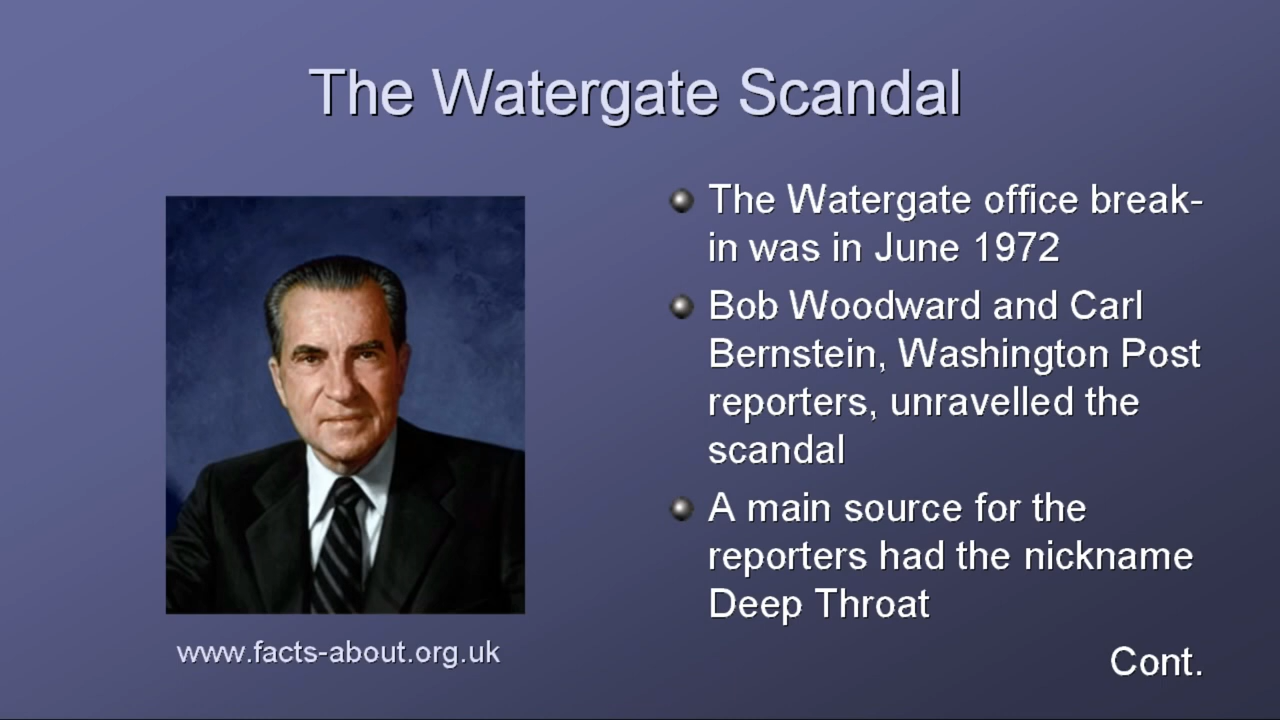 The Watergate Scandal
The Watergate office break-
in was in June 1972
Bob Woodward and Carl
Bernstein, Washington Post
reporters, unravelled the
scandal
A main source for the
reporters had the nickname
Deep Throat
Cont.
www.facts-about.org.uk